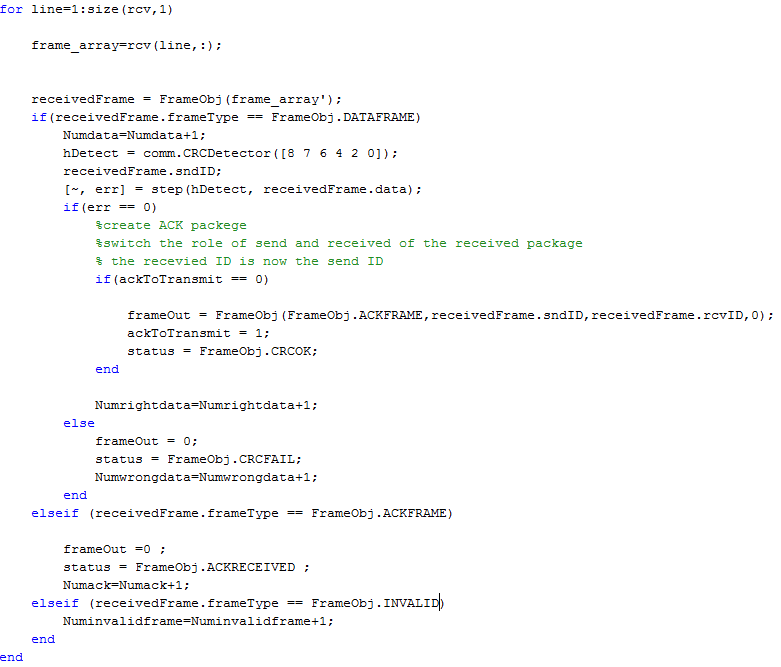 for line=1:size(rcv,1)
frame_array=rcv(line,:);
receivedFrame = FrameObj(frame_array');
if(receivedFrame.frameType == FrameObj.DATAFRAME)
Numdata=Numdata+1;
hDetect = comm.CRCDetector([8 7 6 4 2 0]);
receivedFrame.sndID;
[~, err] = step(hDetect, receivedFrame.data);
if(err == 0)
%create ACK packege
%switch the role of send and received of the received package
% the recevied ID is now the send ID
if(ackToTransmit == 0)
frameOut = FrameObj(FrameObj.ACKFRAME,receivedFrame.sndID,receivedFrame.rcvID,0);
ackToTransmit = 1;
status = FrameObj.CRCOK;
end
Numrightdata=Numrightdata+1;
else
frameOut = 0;
status = FrameObj.CRCFAIL;
Numwrongdata=Numwrongdata+1;
end
elseif (receivedFrame.frameType == FrameObj.ACKFRAME)
frameOut =0 ;
status = FrameObj.ACKRECEIVED ;
Numack=Numack+1;
elseif (receivedFrame.frameType == FrameObj.INVALID)
Numinvalidframe=Numinvalidframe+1;
end
end